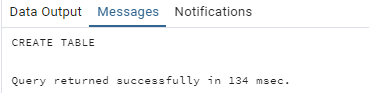 Data Output Messages Notifications
CREATE TABLE
Query returned successfully in 134 msec.